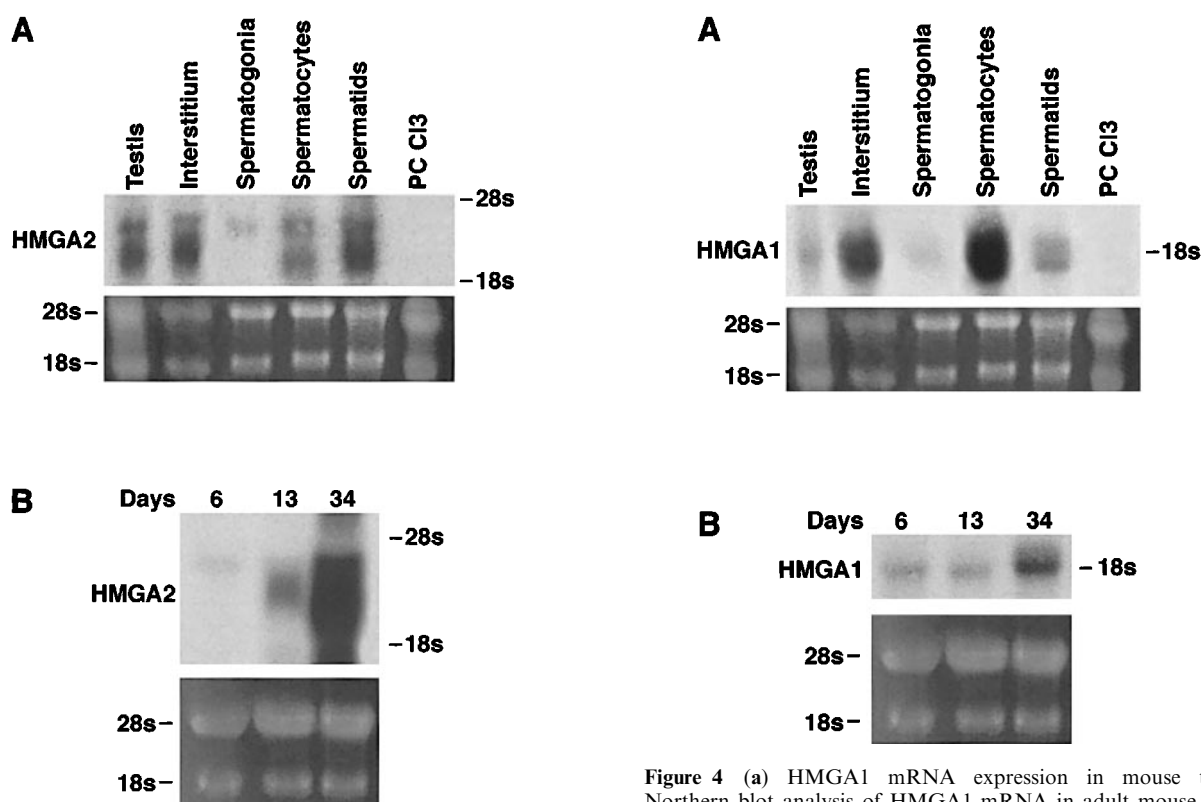 A
Testis
Interstitium
Spermatogonia
Spermatocytes
Spermatids
PC Cl3
HMGA2
–28s
–18s
28s–
18s–
B
Days 6 13 34
HMGA2
–28s
–18s
28s–
18s–
A
Testis
Interstitium
Spermatogonia
Spermatocytes
Spermatids
PC Cl3
HMGA1
–18s
28s–
18s–
B
Days 6 13 34
HMGA1
–18s
28s–
18s–
Figure 4 (a) HMGA1 mRNA expression in mouse
Northern blot analysis of HMGA1 mRNA in adult mouse